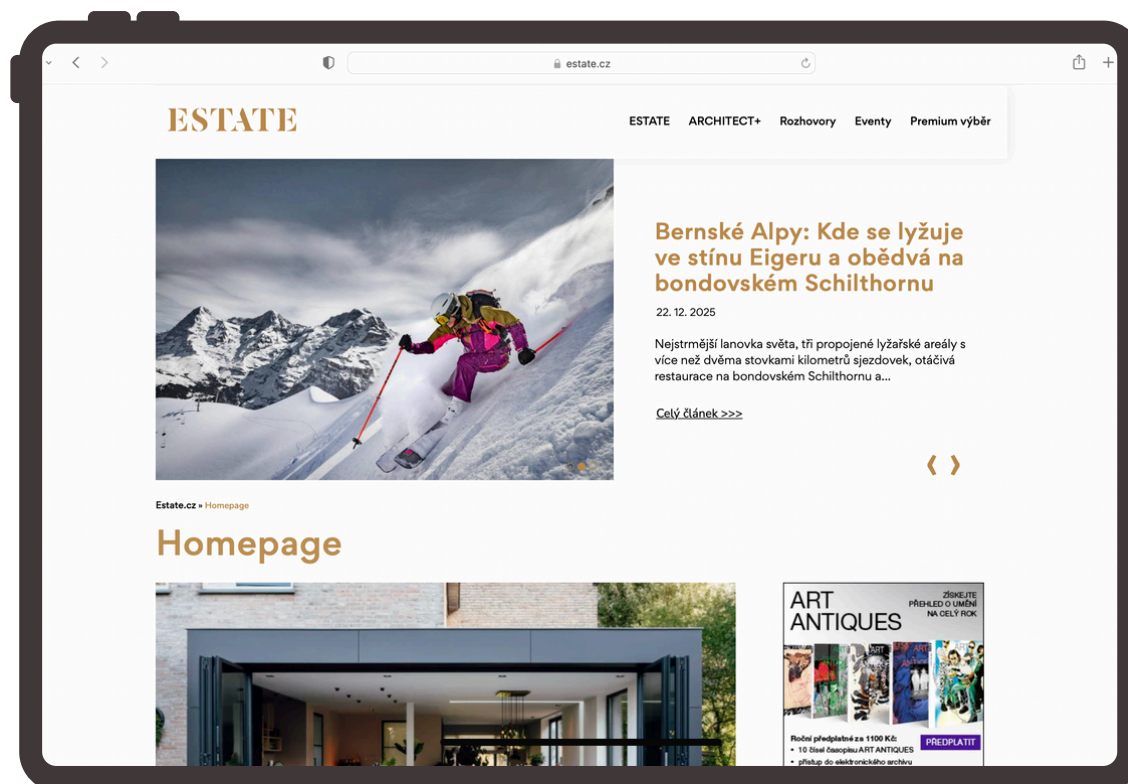 estate.cz
ESTATE
ESTATE ARCHITECT+ Rozhovory Eventy Premium výběr
Bernské Alpy: Kde se lyžuje
ve stínu Eigeru a obědvá na
bondovském Schilthornu
22. 12. 2025
Nejstrmější lanovka světa, tři propojené lyžařské areály s
více než dvěma stovkami kilometrů sjezdovek, otáčivá
restaurace na bondovském Schilthornu a...
Celý článek >>>
Estate.cz » Homepage
Homepage
ART
ANTIQUES
ZÍSKEJTE
PŘEHLED O UMĚNÍ
NA CELÝ ROK
Roční předplatné za 1100 Kč:
• 10 čísel časopisu ART ANTIQUES
• přístup do elektronického archivu
PŘEDPLATIT